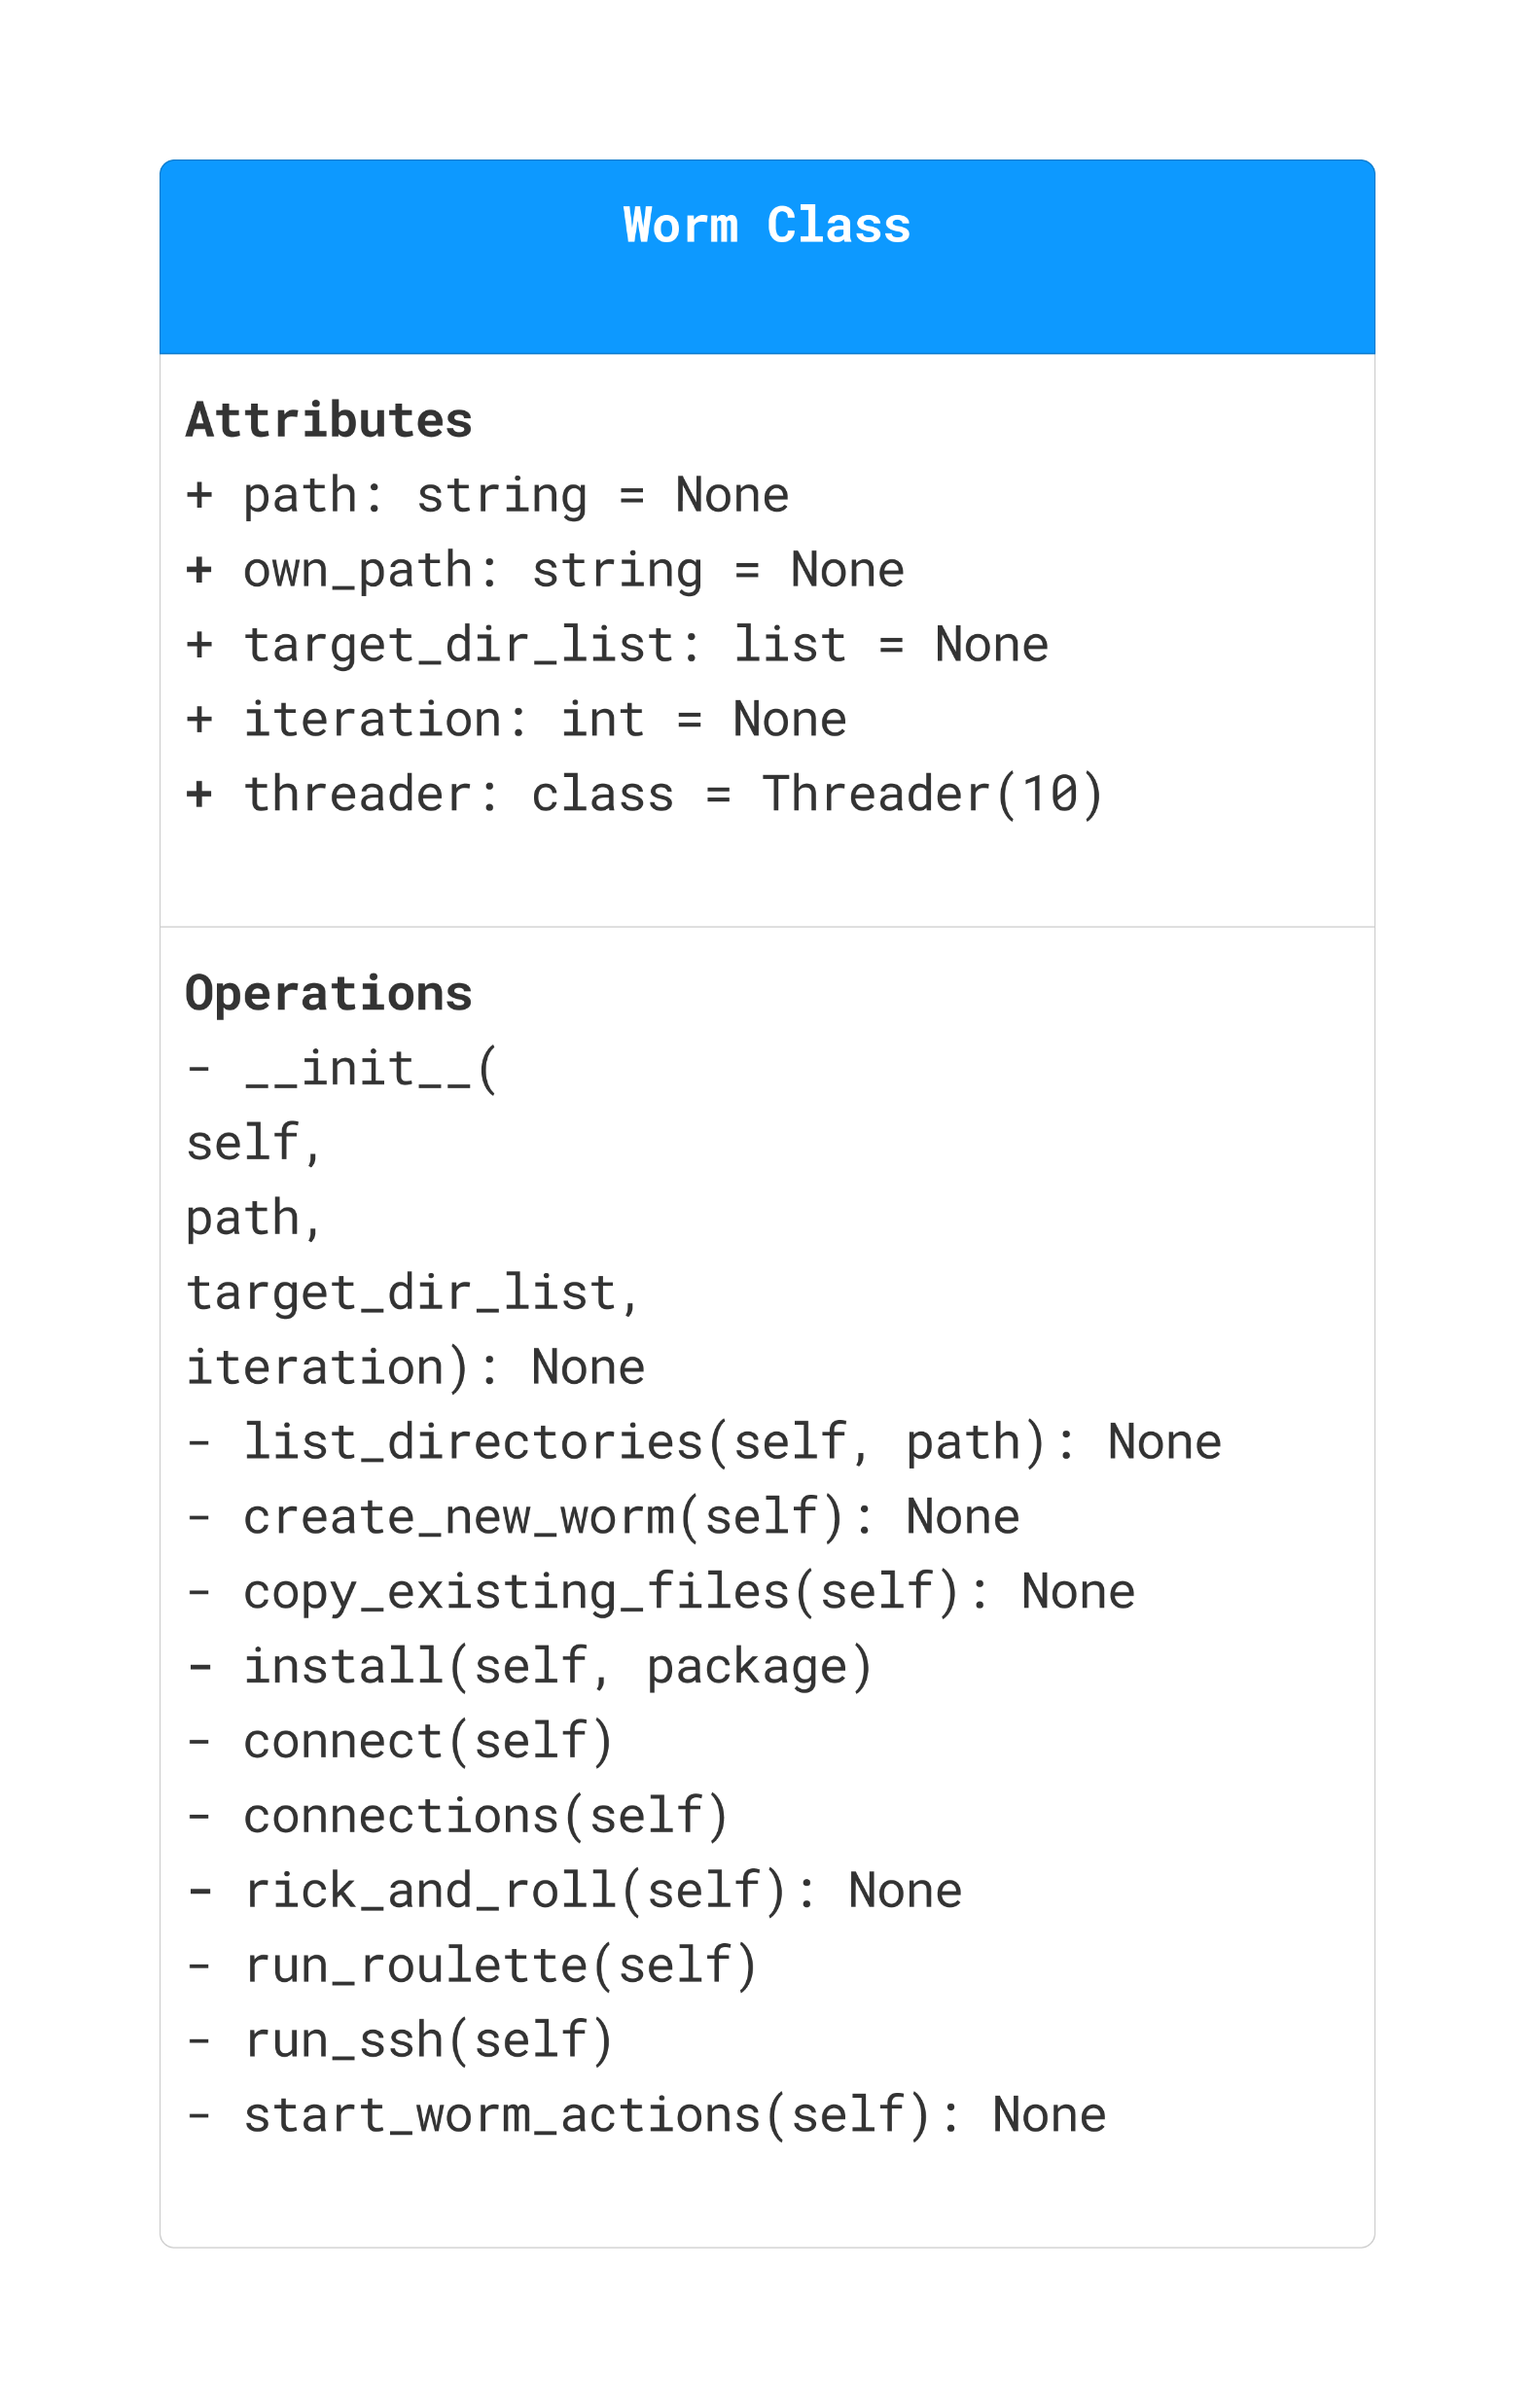 Worm Class
Attributes
+ path: string = None
+ own_path: string = None
+ target_dir_list: list = None
+ iteration: int = None
+ threader: class = Threader(10)
Operations
- __init__(
self,
path,
target_dir_list,
iteration): None
- list_directories(self, path): None
- create_new_worm(self): None
- copy_existing_files(self): None
- install(self, package)
- connect(self)
- connections(self)
- rick_and_roll(self): None
- run_roulette(self)
- run_ssh(self)
- start_worm_actions(self): None